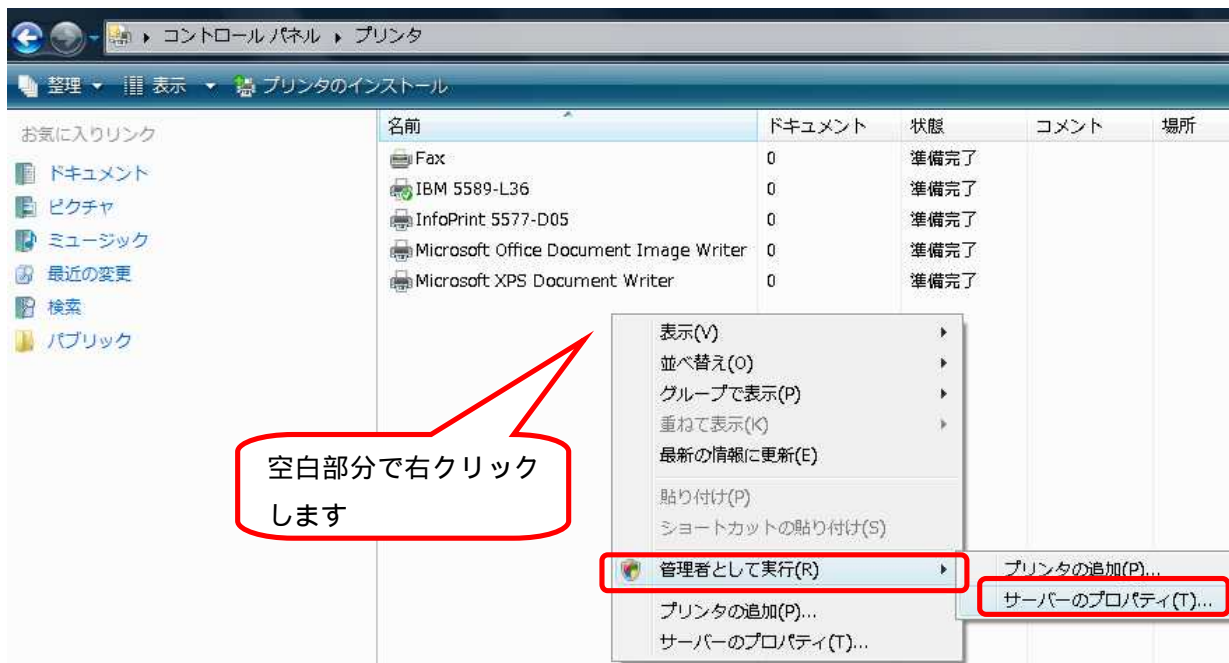 コントロール パネル ▸ プリンタ
整理 表示 プリンタのインストール
お気に入りリンク
ドキュメント
ピクチャ
ミュージック
最近の変更
検索
パブリック
名前 ドキュメント 状態 コメント 場所
Fax 0 準備完了
IBM 5589-L36 0 準備完了
InfoPrint 5577-D05 0 準備完了
Microsoft Office Document Image Writer 0 準備完了
Microsoft XPS Document Writer 0 準備完了
空白部分で右クリック
します
表示(V)
並べ替え(O)
グループで表示(P)
重ねて表示(K)
最新の情報に更新(E)
貼り付け(P)
ショートカットの貼り付け(S)
管理者として実行(R)
プリンタの追加(P)...
サーバーのプロパティ(T)...
プリンタの追加(P)...
サーバーのプロパティ(T)...